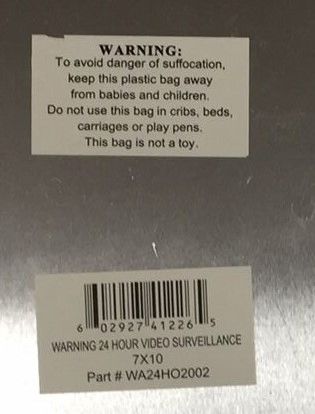 WARNING:
To avoid danger of suffocation,
keep this plastic bag away
from babies and children.
Do not use this bag in cribs, beds,
carriages or play pens.
This bag is not a toy.
6 02927 41226 5
WARNING 24 HOUR VIDEO SURVEILLANCE
7X10
Part # WA24HO2002